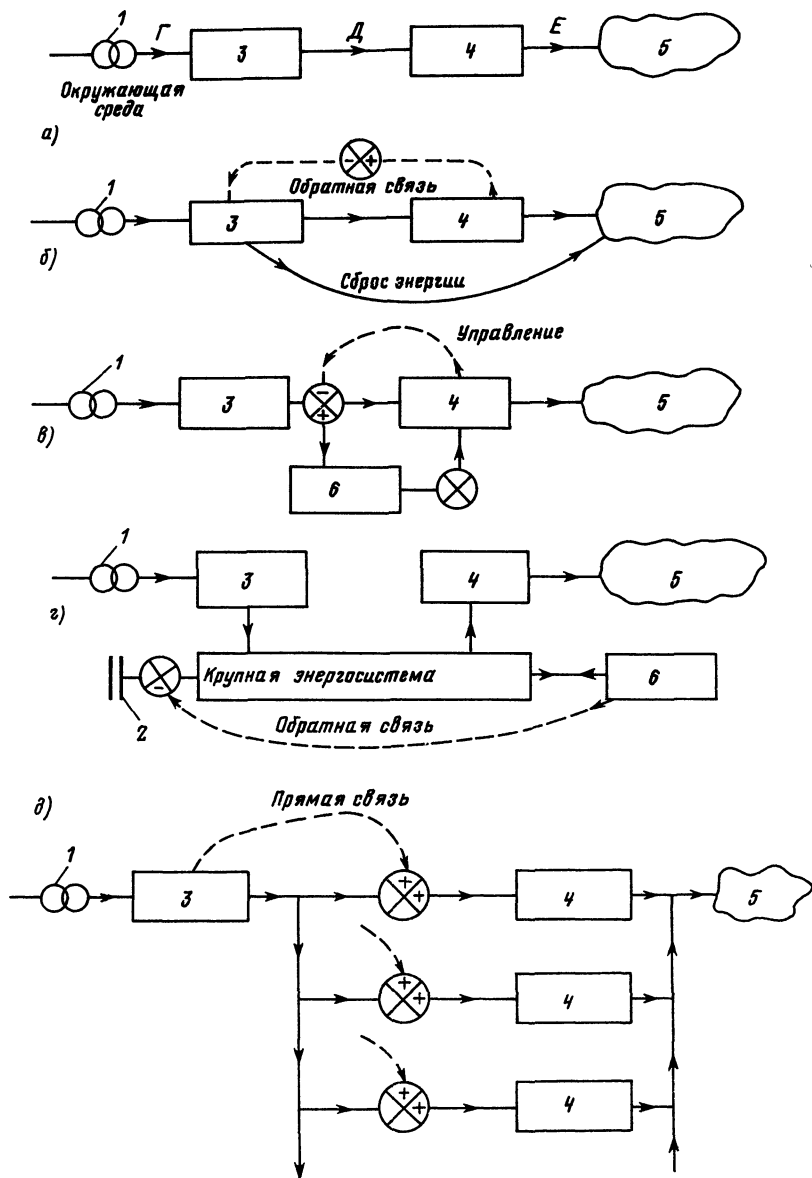 1 Г 3 Д 4 Е 5
Окружающая
среда
а)
- +
1 Обратная связь
3 4 5
б)
Сброс энергии
Управление
1
3 - + 4 5
в)
6
1
3 4 5
г)
Крупная энергосистема
- 6
2 Обратная связь
д)
Прямая связь
1
3 + + 4 5
+ + 4
+ + 4